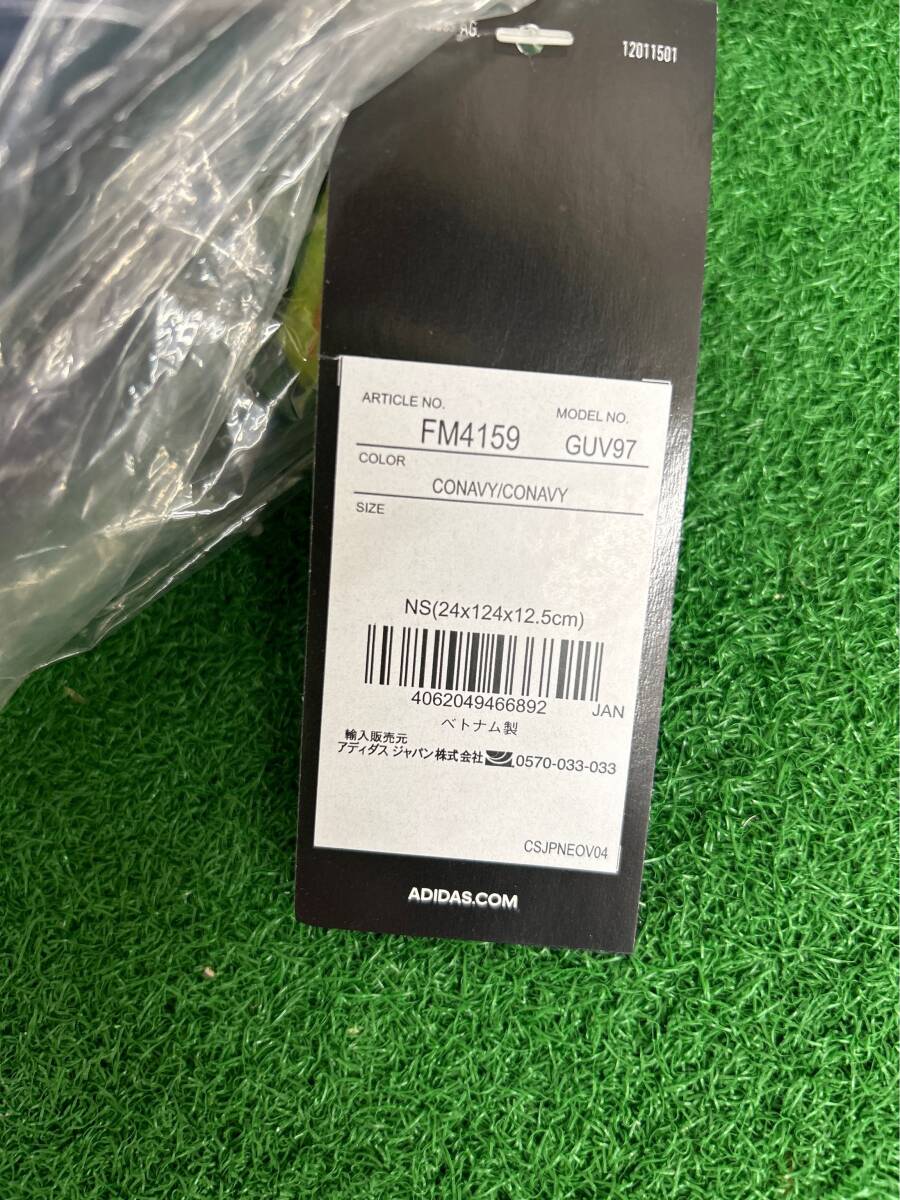 AG.
12011501
ARTICLE NO. MODEL NO.
FM4159 GUV97
COLOR
CONAVY/CONAVY
SIZE
NS(24x124x12.5cm)
4062049466892 JAN
ベトナム製
輸入販売元
アディダス ジャパン株式会社 0570-033-033
CSJPNEOV04
ADIDAS.COM